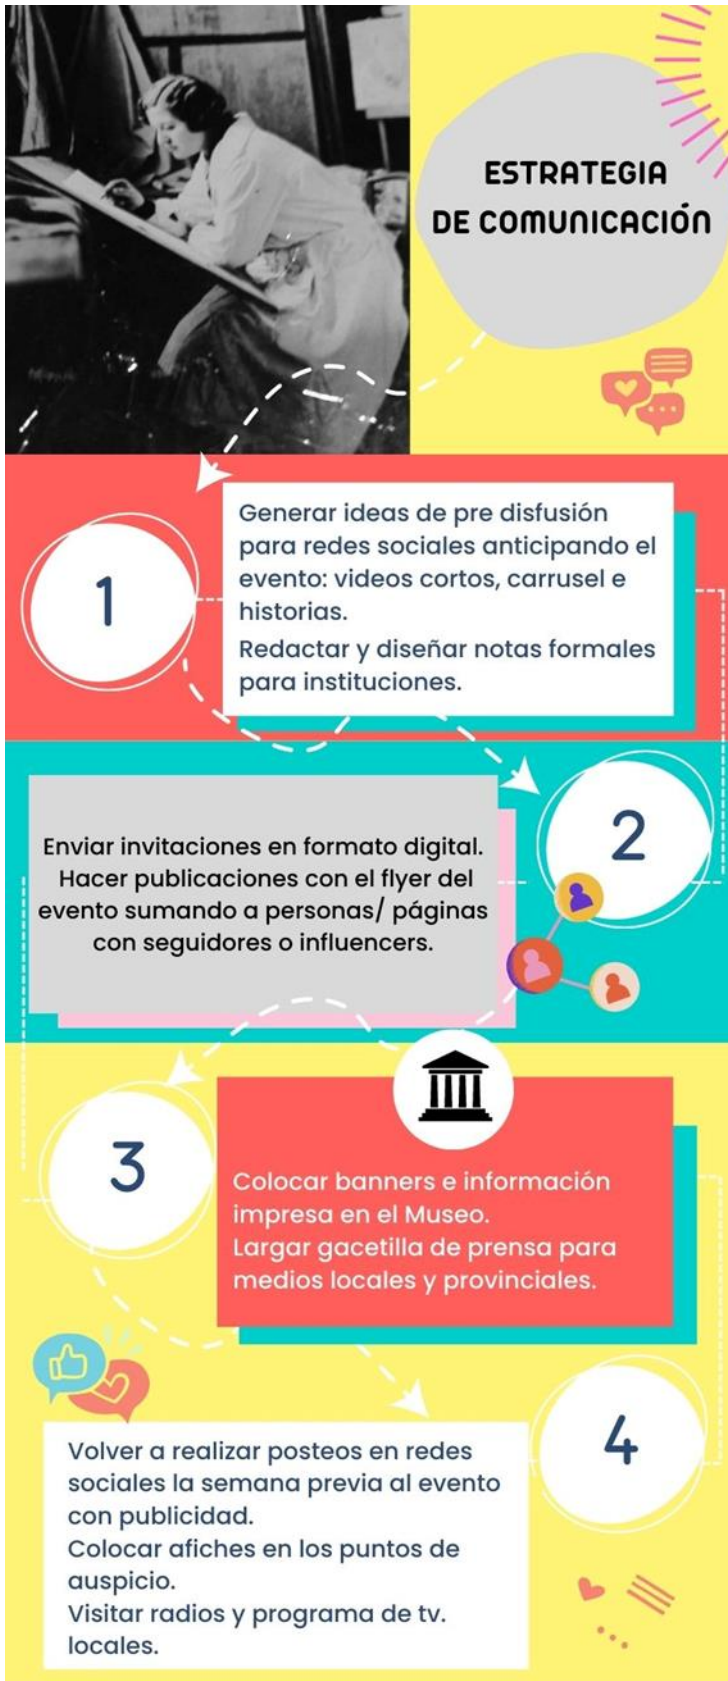 ESTRATEGIA
DE COMUNICACIÓN
1
Generar ideas de pre disfusión
para redes sociales anticipando el
evento: videos cortos, carrusel e
historias.
Redactar y diseñar notas formales
para instituciones.
2
Enviar invitaciones en formato digital.
Hacer publicaciones con el flyer del
evento sumando a personas/ páginas
con seguidores o influencers.
3
Colocar banners e información
impresa en el Museo.
Largar gacetilla de prensa para
medios locales y provinciales.
4
Volver a realizar posteos en redes
sociales la semana previa al evento
con publicidad.
Colocar afiches en los puntos de
auspicio.
Visitar radios y programa de tv.
locales.